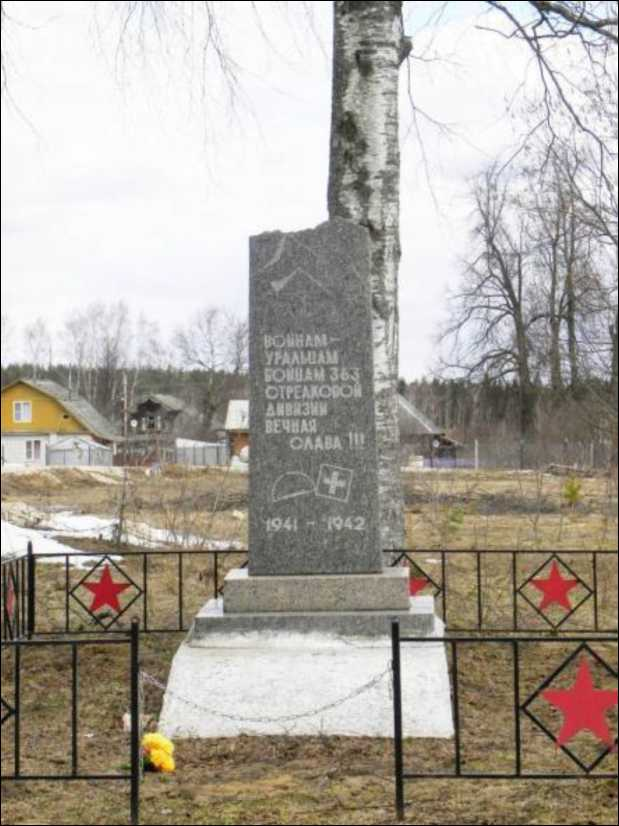 ВОИНАМ-
УРАЛЬЦАМ
БОЙЦАМ 363
СТРЕЛКОВОЙ
ДИВИЗИИ
ВЕЧНАЯ
СЛАВА !!!
1941 - 1942